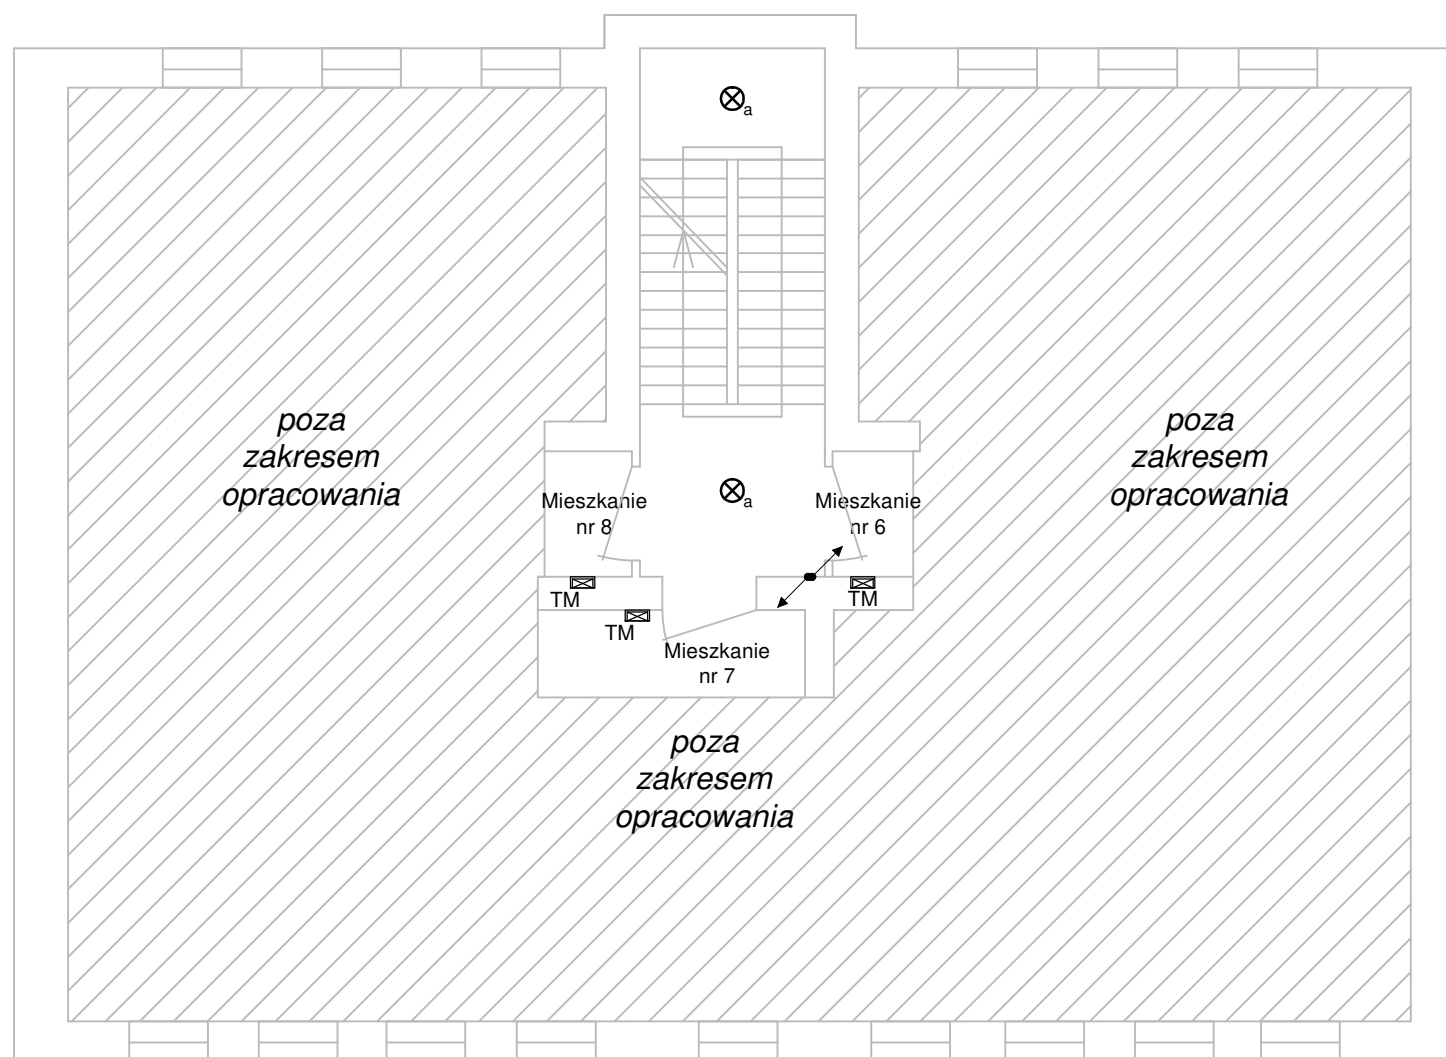 a
poza
zakresem
opracowania
poza
zakresem
opracowania
Mieszkanie
nr 8
a
Mieszkanie
nr 6
TM
TM
TM
Mieszkanie
nr 7
poza
zakresem
opracowania